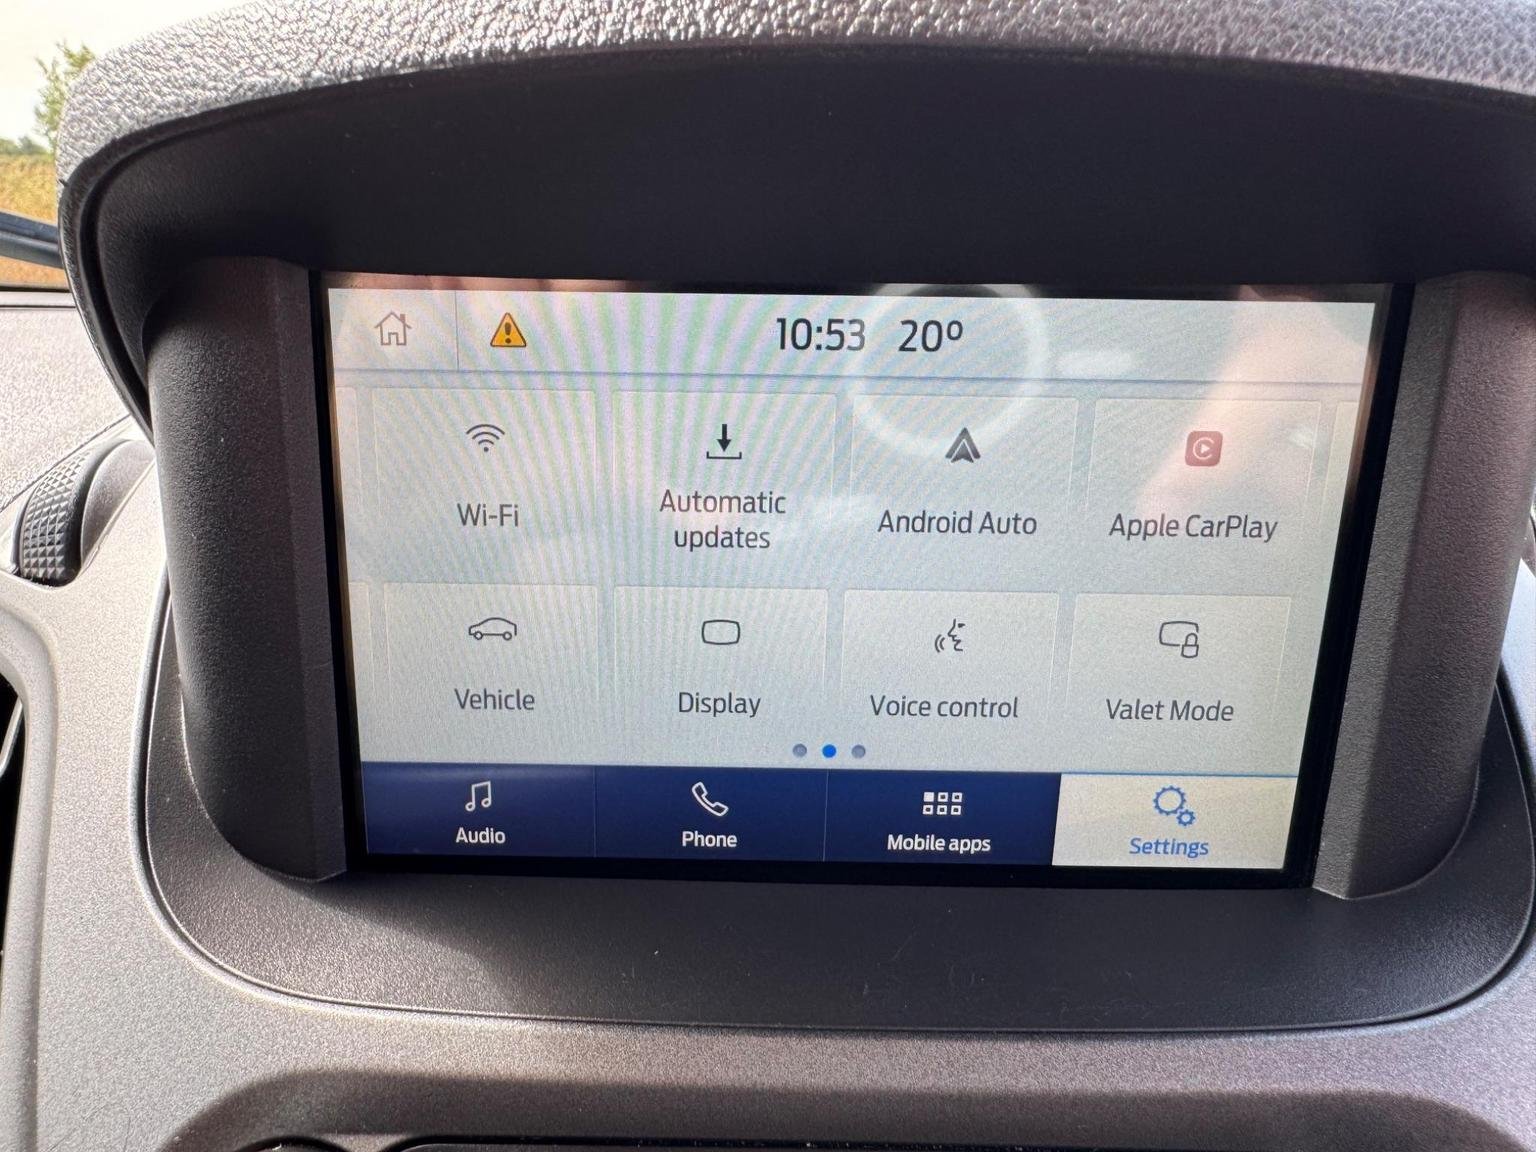 10:53 20º
Wi-Fi
Automatic
updates
Android Auto
Apple CarPlay
Vehicle
Display
Voice control
Valet Mode
Audio
Phone
Mobile apps
Settings